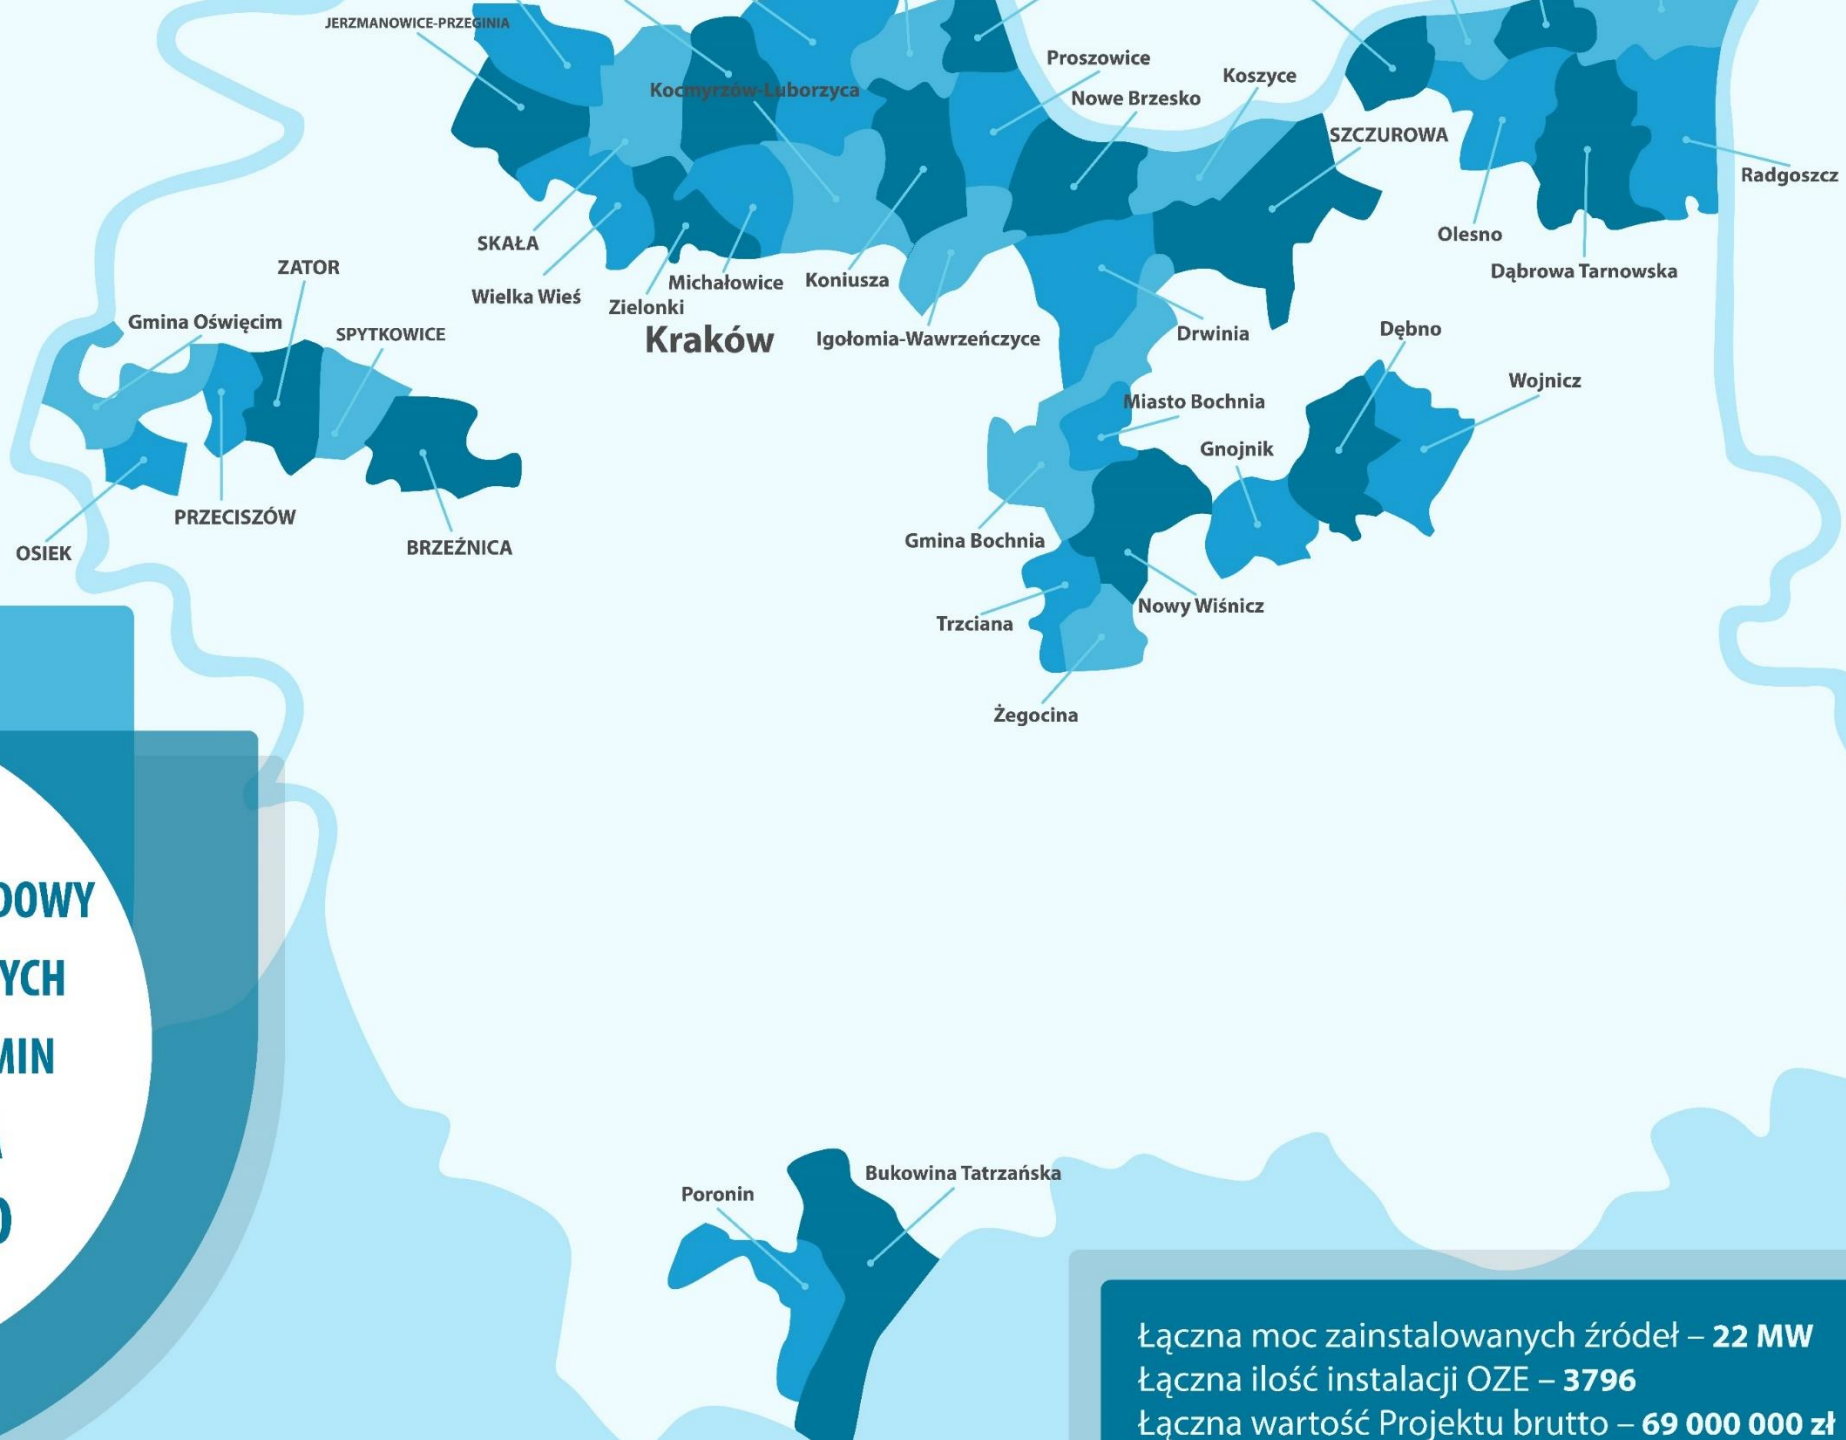 JERZMANOWICE-PRZEGINIA
Proszowice
Koszyce
Kocmyrzów-Luborzyca
Nowe Brzesko
SZCZUROWA
Radgoszcz
Olesno
SKAŁA
ZATOR
Dąbrowa Tarnowska
Michałowice
Koniusza
Wielka Wieś
Zielonki
Gmina Oświęcim
SPYTKOWICE
Kraków
Igołomia-Wawrzeńczyce
Drwinia
Dębno
Wojnicz
Miasto Bochnia
Gnojnik
PRZECISZÓW
Gmina Bochnia
BRZEŹNICA
OSIEK
Nowy Wiśnicz
Trzciana
Żegocina
DOWY
YCH
MIN
Bukowina Tatrzańska
Poronin
Łączna moc zainstalowanych źródeł – 22 MW
Łączna ilość instalacji OZE – 3796
Łączna wartość Projektu brutto – 69 000 000 zł